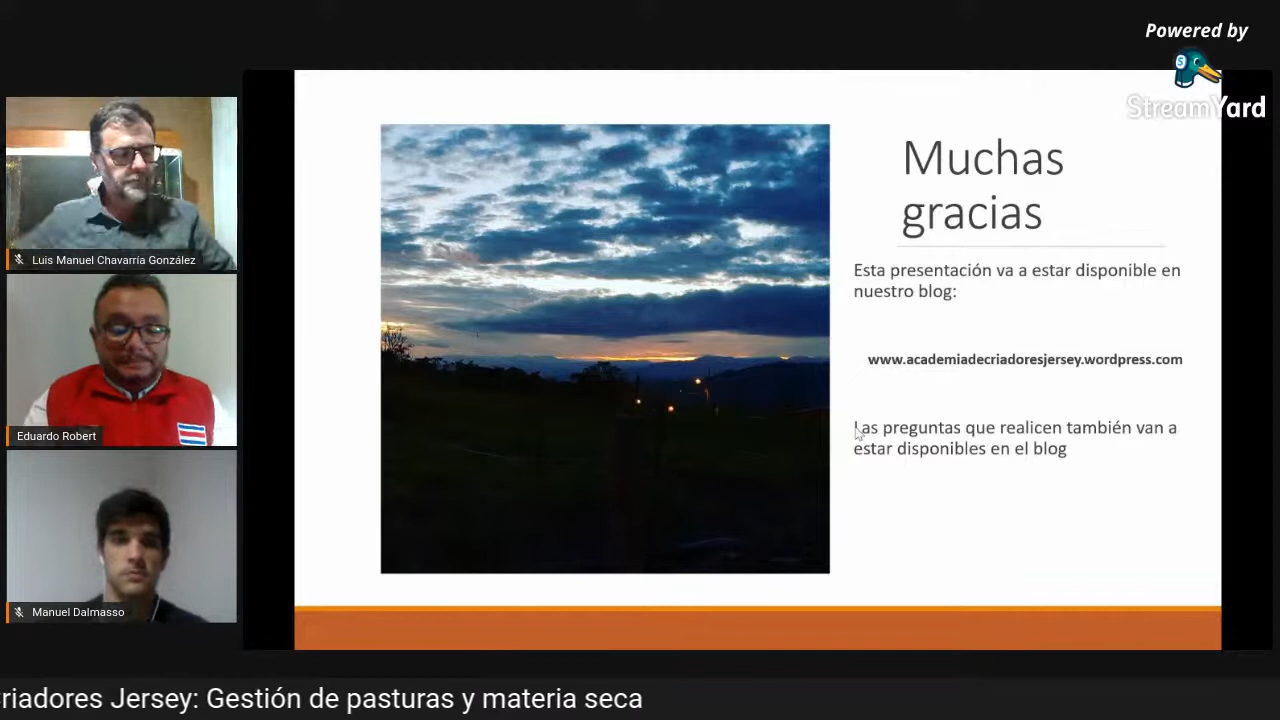 Powered by
StreamYard
Luis Manuel Chavarría González
Eduardo Robert
Manuel Dalmasso
Muchas
gracias
Esta presentación va a estar disponible en
nuestro blog:
www.academiadecriadoresjersey.wordpress.com
Las preguntas que realicen también van a
estar disponibles en el blog
riadores Jersey: Gestión de pasturas y materia seca